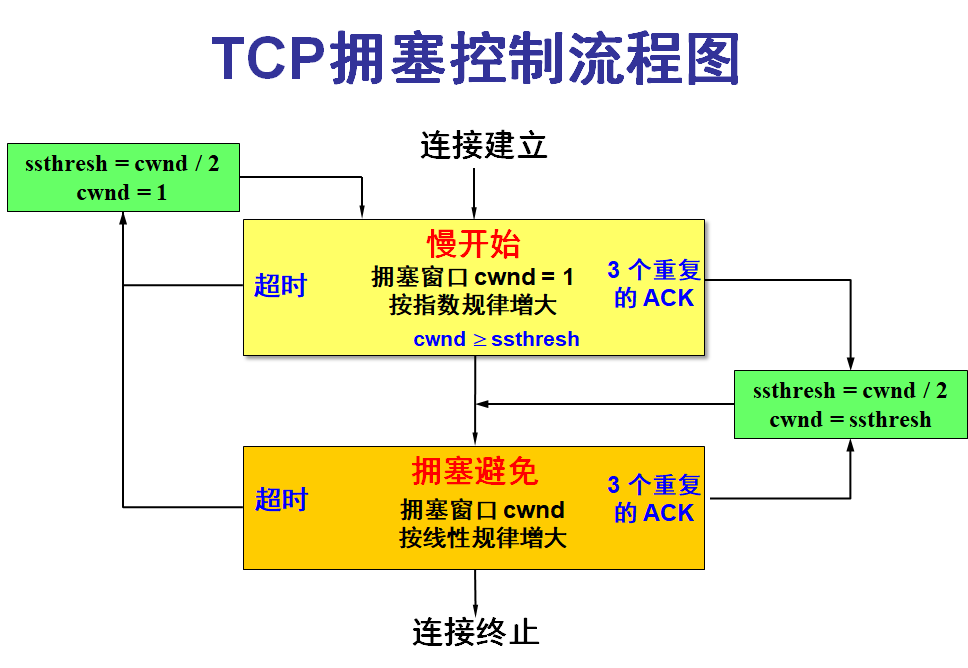 TCP拥塞控制流程图
连接建立
ssthresh = cwnd / 2
cwnd = 1
慢开始
拥塞窗口 cwnd = 1
按指数规律增大
cwnd ≥ ssthresh
超时
3 个重复
的 ACK
ssthresh = cwnd / 2
cwnd = ssthresh
拥塞避免
拥塞窗口 cwnd
按线性规律增大
超时
3 个重复
的 ACK
连接终止